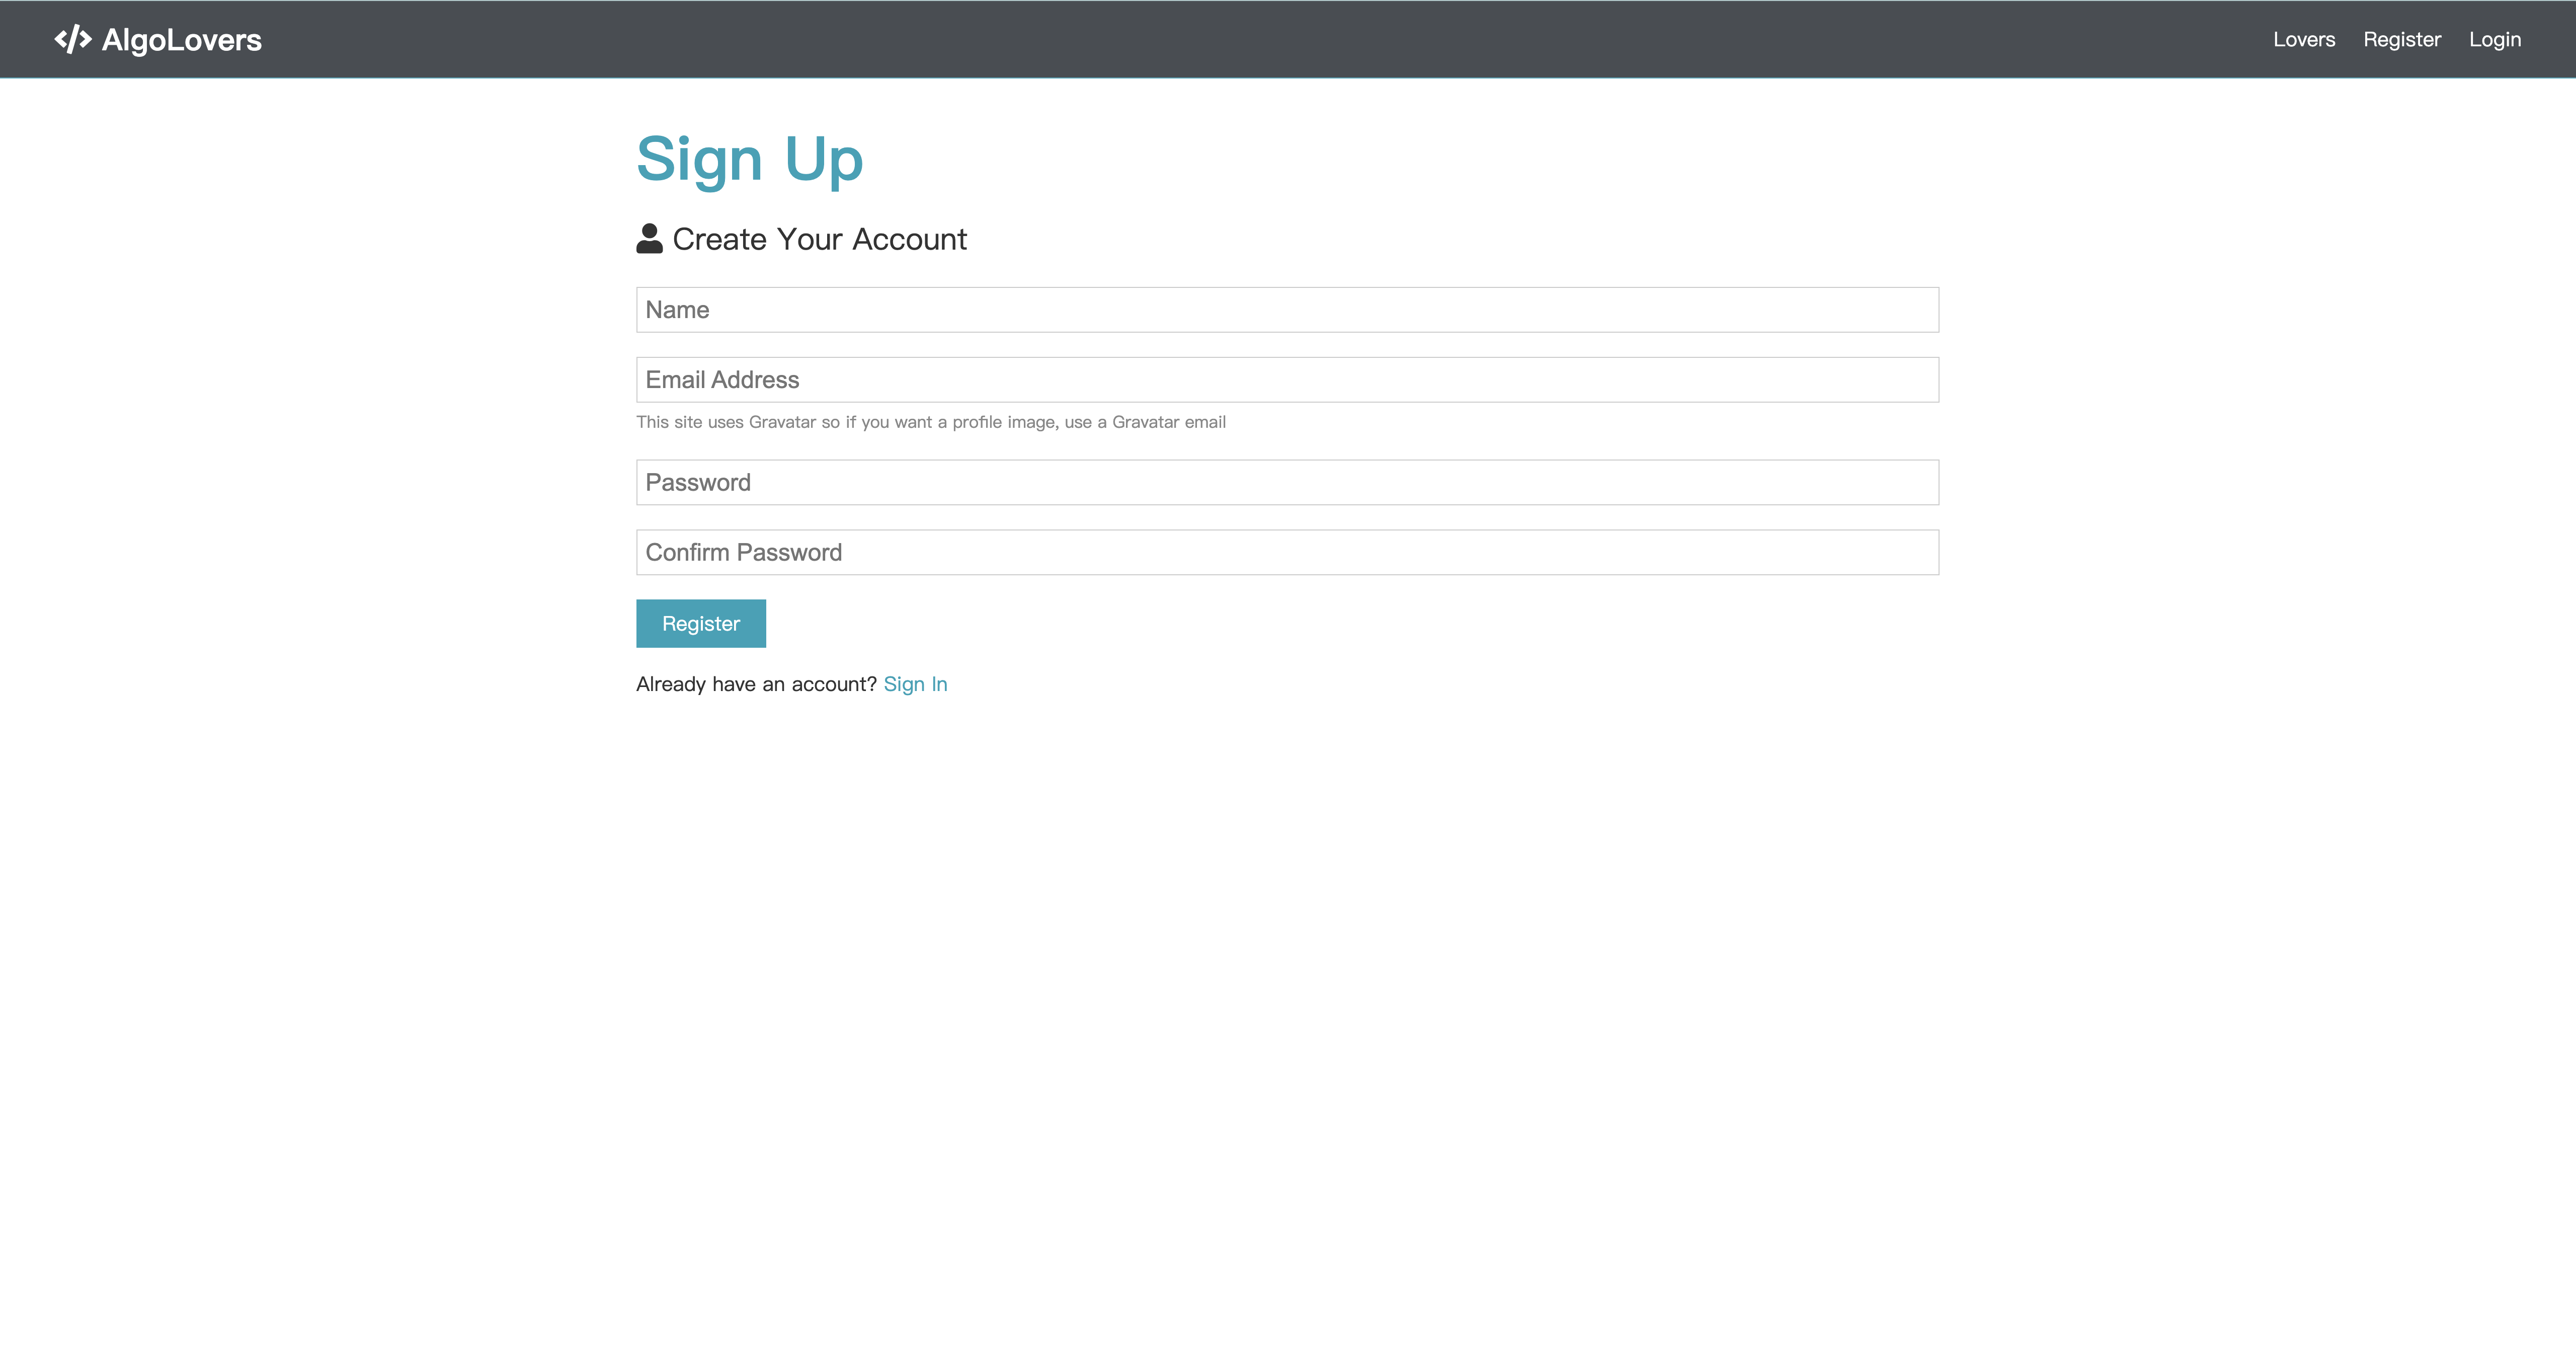 </> AlgoLovers
Lovers Register Login
Sign Up
Create Your Account
Name
Email Address
This site uses Gravatar so if you want a profile image, use a Gravatar email
Password
Confirm Password
Register
Already have an account? Sign In